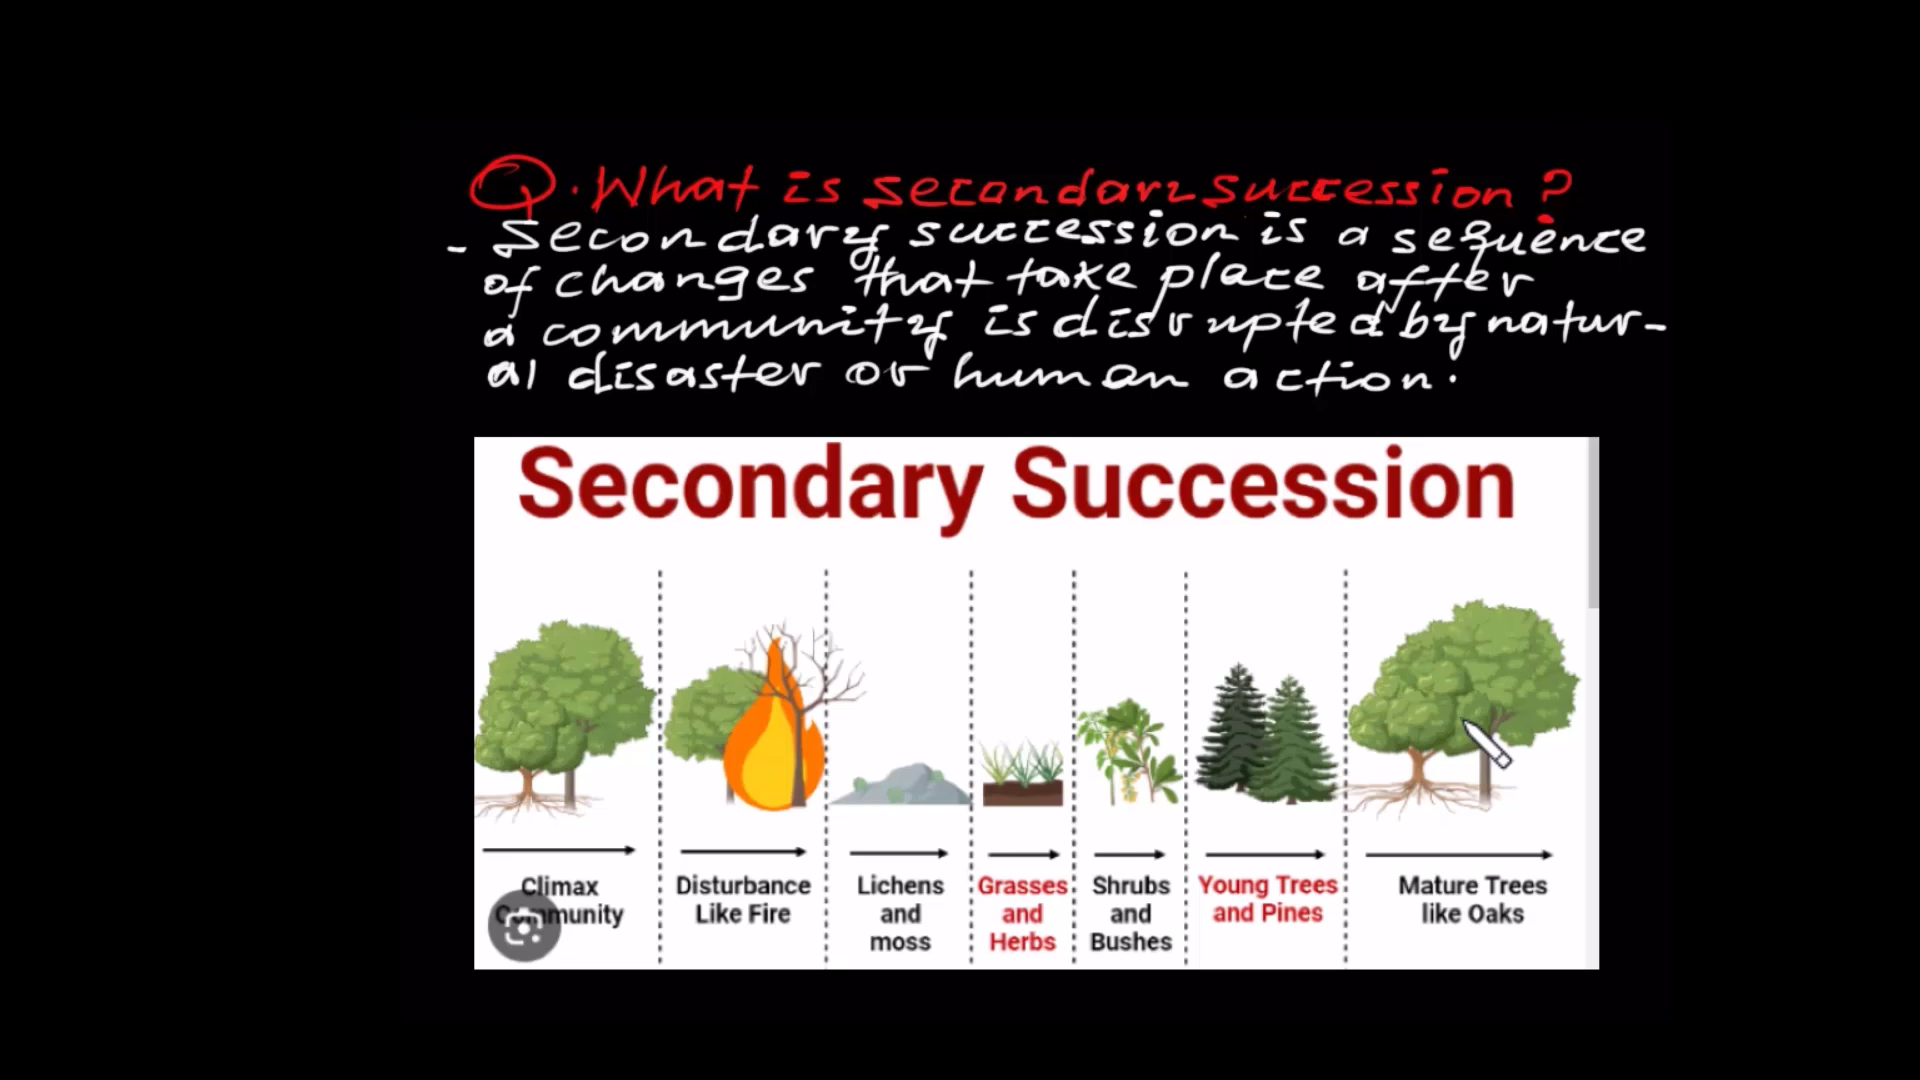 Q. What is secondary succession?
- Secondary succession is a sequence
of changes that take place after
a community is disrupted by natur-
al disaster or human action.
Secondary Succession
Climax
Community
Disturbance
Like Fire
Lichens
and
moss
Grasses
and
Herbs
Shrubs
and
Bushes
Young Trees
and Pines
Mature Trees
like Oaks